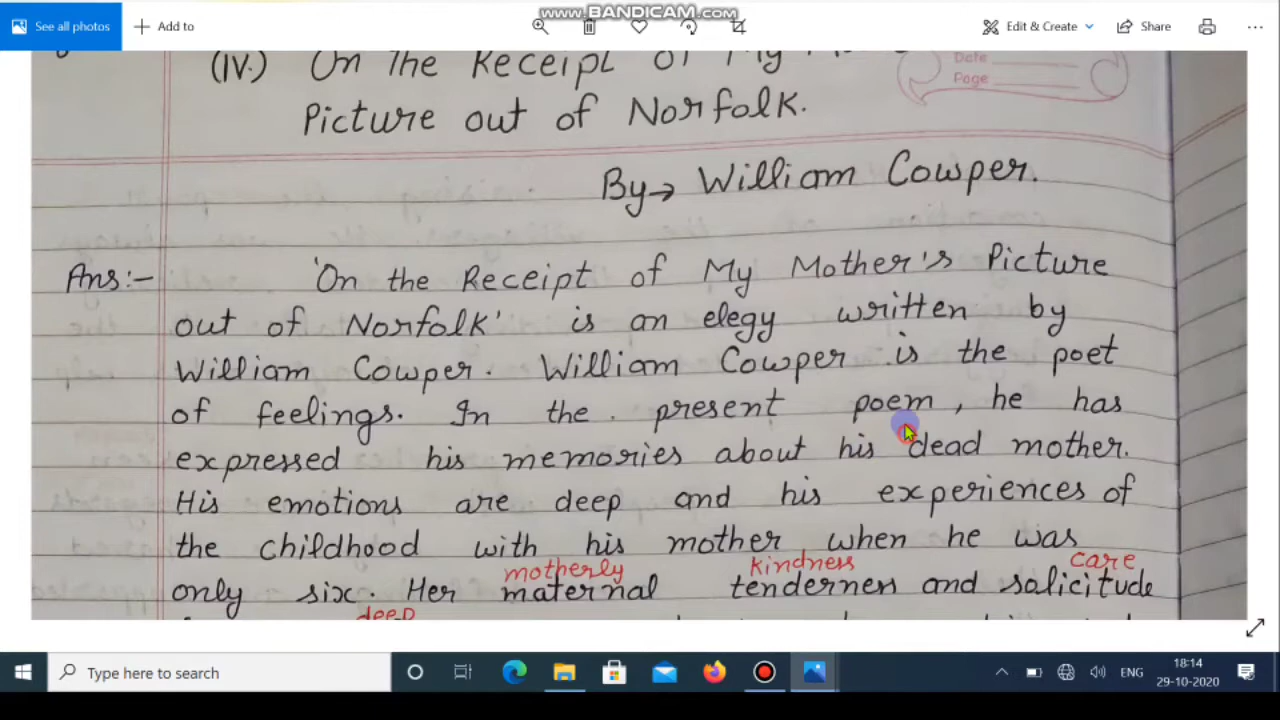 www.BANDICAM.com
See all photos
Add to
Edit & Create
Share
(iv.) On The Receipt Of My
Date
Page
Picture out of Norfolk.
By→ William Cowper.
Ans:- 'On the Receipt of My Mother's Picture
out of Norfolk' is an elegy written by
William Cowper. William Cowper is the poet
of feelings. In the present poem, he has
expressed his memories about his dead mother.
His emotions are deep and his experiences of
the childhood with his mother when he was
motherly kindness care
only six. Her maternal tenderness and solicitude
deep
Type here to search
ENG
18:14
29-10-2020